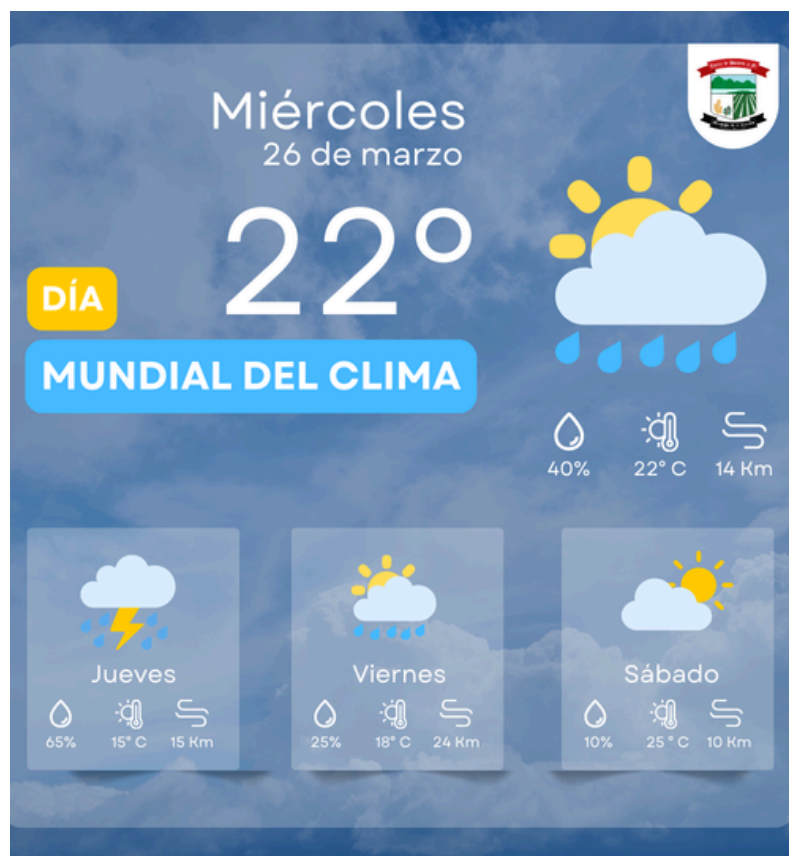 Miércoles
26 de marzo
22°
DÍA
MUNDIAL DEL CLIMA
40% 22° C 14 Km
Jueves
65% 15° C 15 Km
Viernes
25% 18° C 24 Km
Sábado
10% 25 ° C 10 Km